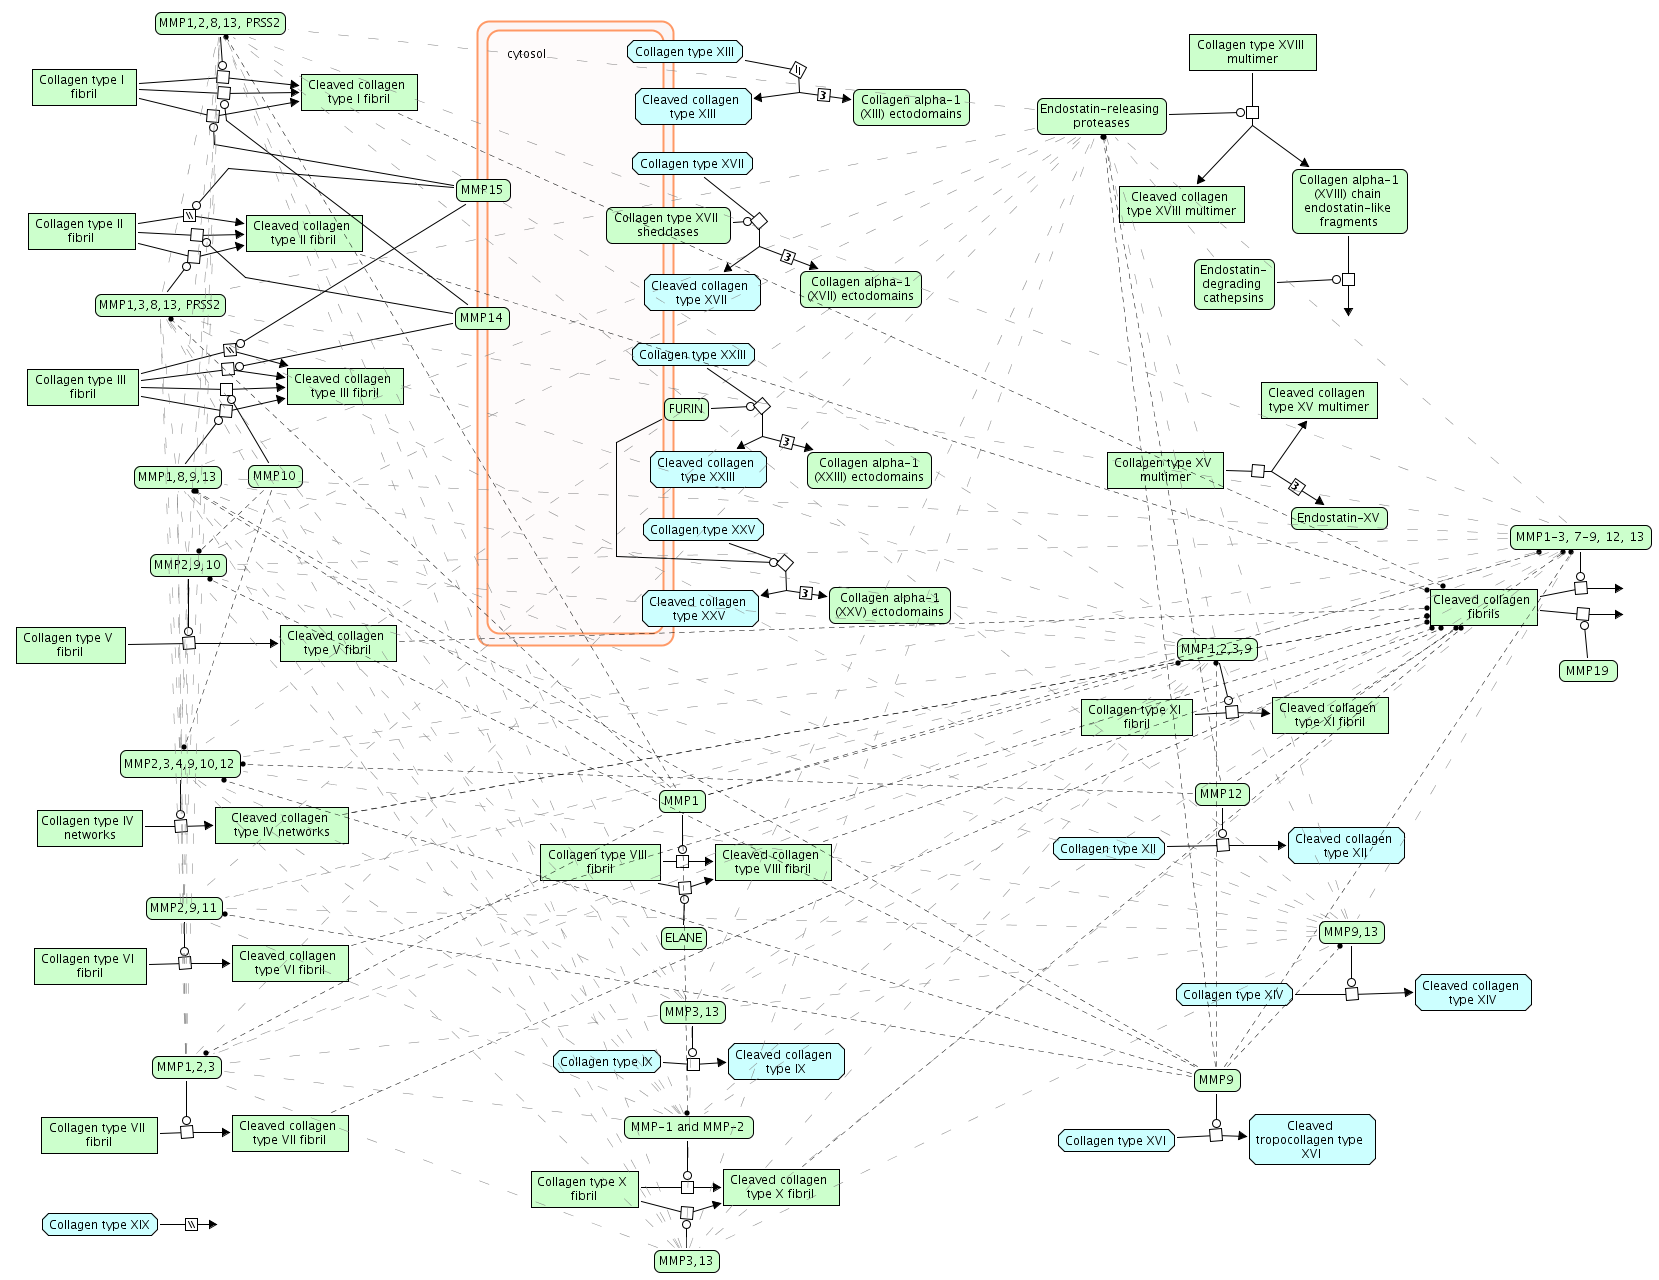 MMP1,2,8,13, PRSS2
Collagen type I
fibril
Cleaved collagen
type I fibril
cytosol
Collagen type XIII
Cleaved collagen
type XIII
3
Collagen alpha-1
(XIII) ectodomains
Collagen type XVIII
multimer
Endostatin-releasing
proteases
Cleaved collagen
type XVIII multimer
Collagen alpha-1
(XVIII) chain
endostatin-like
fragments
Endostatin-
degrading
cathepsins
MMP15
Collagen type XVII
Collagen type XVII
sheddases
3
Cleaved collagen
type XVII
Collagen alpha-1
(XVII) ectodomains
Collagen type II
fibril
Cleaved collagen
type II fibril
MMP1,3,8,13, PRSS2
MMP14
Collagen type III
fibril
Cleaved collagen
type III fibril
Collagen type XXIII
FURIN
3
Cleaved collagen
type XXIII
Collagen alpha-1
(XXIII) ectodomains
Cleaved collagen
type XV multimer
Collagen type XV
multimer
3
Endostatin-XV
MMP1,8,9,13
MMP10
Collagen type XXV
3
Cleaved collagen
type XXV
Collagen alpha-1
(XXV) ectodomains
MMP1-3, 7-9, 12, 13
Cleaved collagen
fibrils
MMP19
MMP2,9,10
Collagen type V
fibril
Cleaved collagen
type V fibril
MMP1,2,3,9
Collagen type XI
fibril
Cleaved collagen
type XI fibril
MMP2,3,4,9,10,12
Collagen type IV
networks
Cleaved collagen
type IV networks
MMP1
Collagen type VIII
fibril
Cleaved collagen
type VIII fibril
ELANE
MMP12
Collagen type XII
Cleaved collagen
type XII
MMP2,9,11
Collagen type VI
fibril
Cleaved collagen
type VI fibril
MMP9,13
Collagen type XIV
Cleaved collagen
type XIV
MMP3,13
Collagen type IX
Cleaved collagen
type IX
MMP1,2,3
Collagen type VII
fibril
Cleaved collagen
type VII fibril
MMP9
Collagen type XVI
Cleaved
tropocollagen type
XVI
MMP-1 and MMP-2
Collagen type X
fibril
Cleaved collagen
type X fibril
MMP3,13
Collagen type XIX